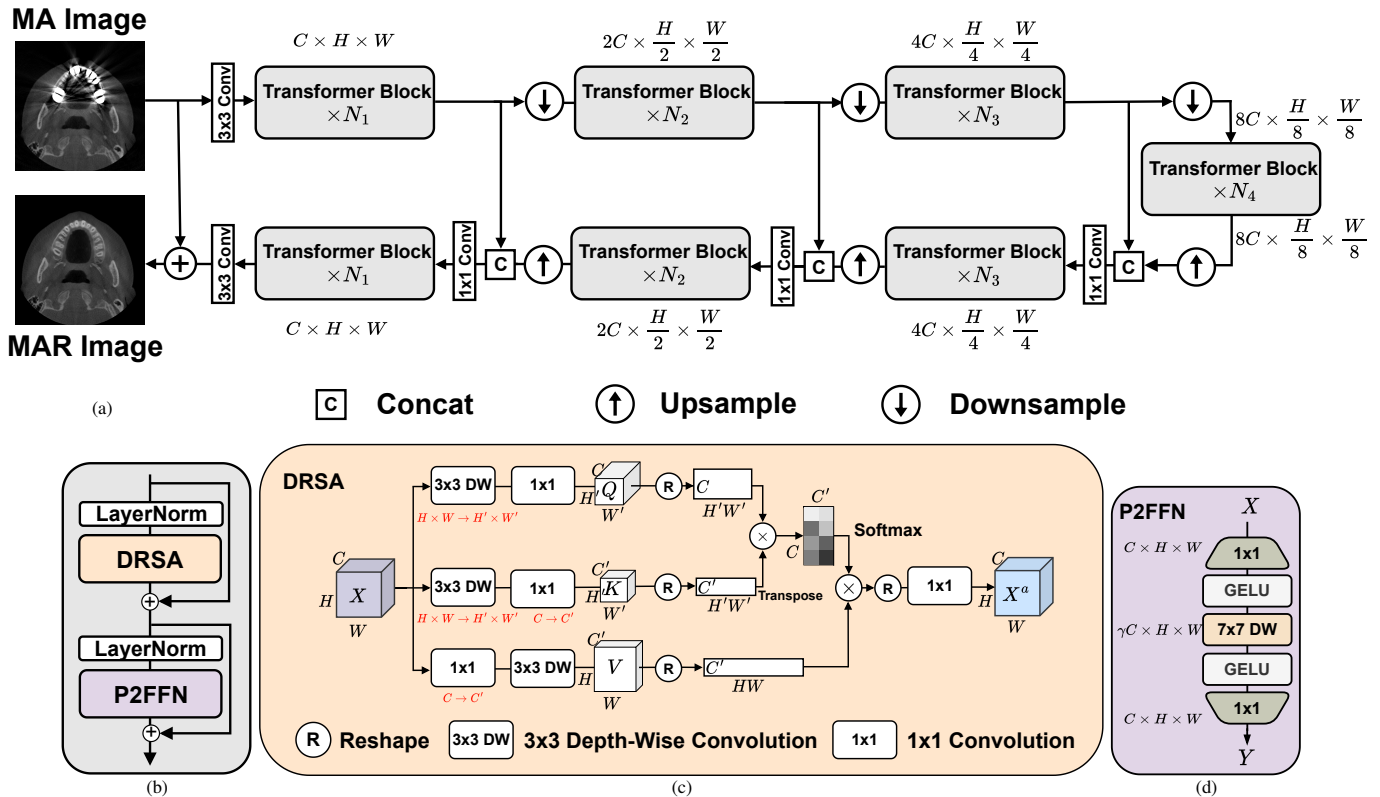 MA Image
C × H × W
2C × H/2 × W/2
4C × H/4 × W/4
3x3 Conv
Transformer Block
×N₁
Transformer Block
×N₂
Transformer Block
×N₃
8C × H/8 × W/8
Transformer Block
×N₄
8C × H/8 × W/8
3x3 Conv
Transformer Block
×N₁
1x1 Conv
C
Transformer Block
×N₂
1x1 Conv
C
Transformer Block
×N₃
1x1 Conv
C
MAR Image
C × H × W
2C × H/2 × W/2
4C × H/4 × W/4
(a)
C Concat
Upsample
Downsample
LayerNorm
DRSA
LayerNorm
P2FFN
(b)
DRSA
C
H
X
W
3x3 DW
1x1
H × W → H′ × W′
C
H′
Q
W′
R
C
H′W′
3x3 DW
1x1
H × W → H′ × W′
C → C′
C′
H′
K
W′
R
C′
H′W′
Transpose
1x1
3x3 DW
C → C′
C′
H
V
W
R
C′
HW
×
C′
C
Softmax
×
R
1x1
C
H
Xᵃ
W
R Reshape
3x3 DW 3x3 Depth-Wise Convolution
1x1 1x1 Convolution
(c)
P2FFN
X
C × H × W
1x1
GELU
γC × H × W
7x7 DW
GELU
C × H × W
1x1
Y
(d)